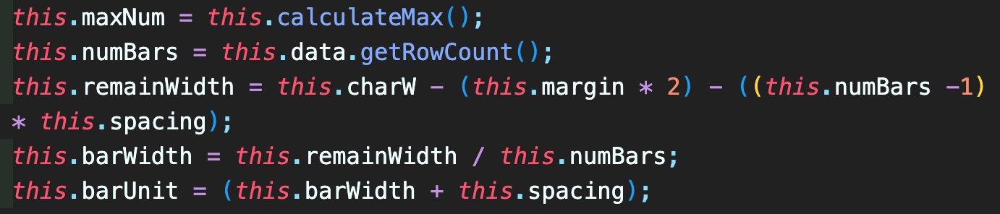 this.maxNum = this.calculateMax();
this.numBars = this.data.getRowCount();
this.remainWidth = this.charW - (this.margin * 2) - ((this.numBars -1)
* this.spacing);
this.barWidth = this.remainWidth / this.numBars;
this.barUnit = (this.barWidth + this.spacing);